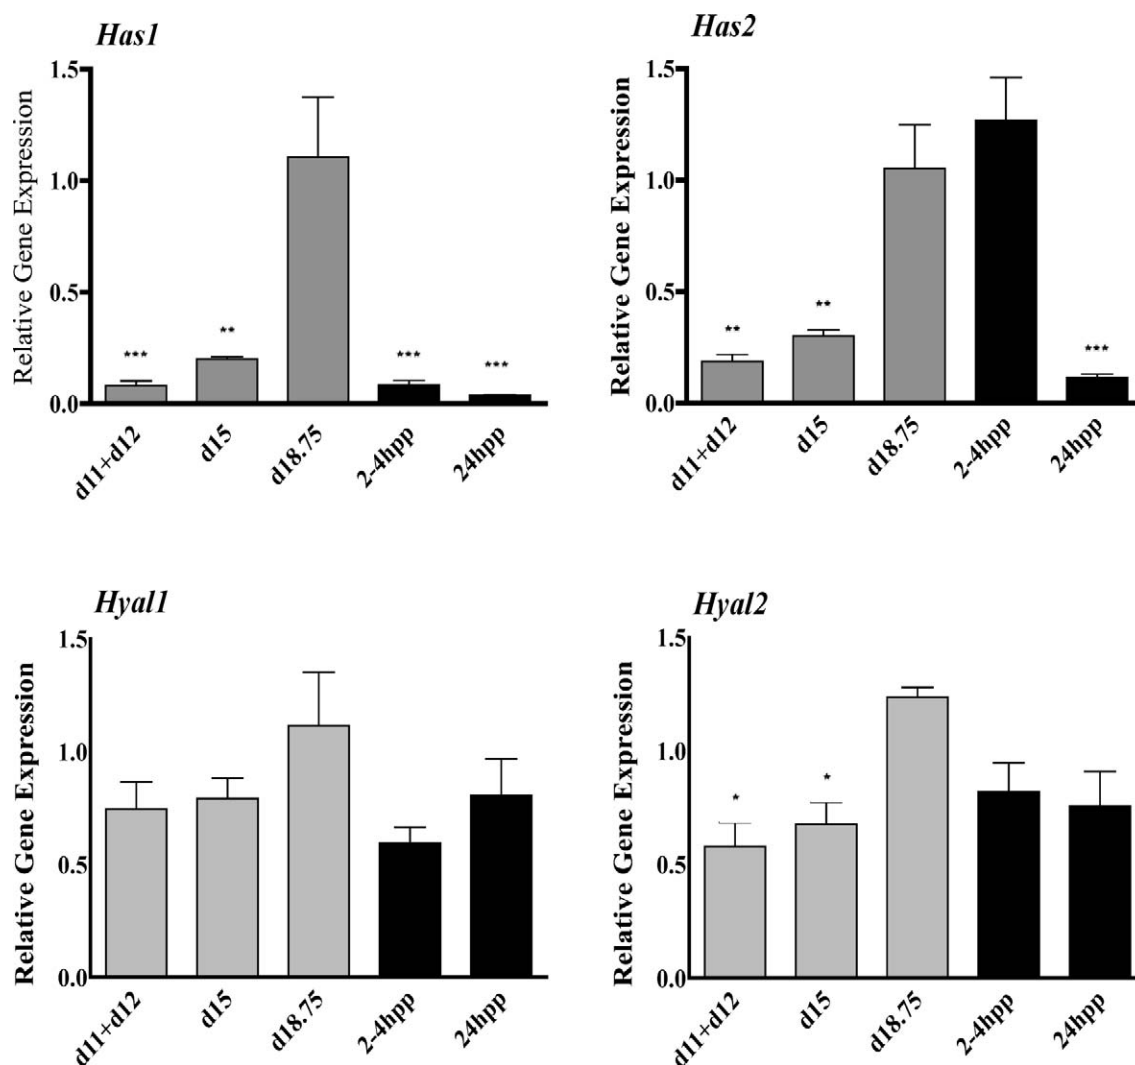 Has1
Relative Gene Expression
1.5
1.0
0.5
0.0
***
**
***
***
d11+d12
d15
d18.75
2-4hpp
24hpp
Has2
Relative Gene Expression
1.5
1.0
0.5
0.0
**
**
***
d11+d12
d15
d18.75
2-4hpp
24hpp
Hyal1
Relative Gene Expression
1.5
1.0
0.5
0.0
d11+d12
d15
d18.75
2-4hpp
24hpp
Hyal2
Relative Gene Expression
1.5
1.0
0.5
0.0
*
*
d11+d12
d15
d18.75
2-4hpp
24hpp